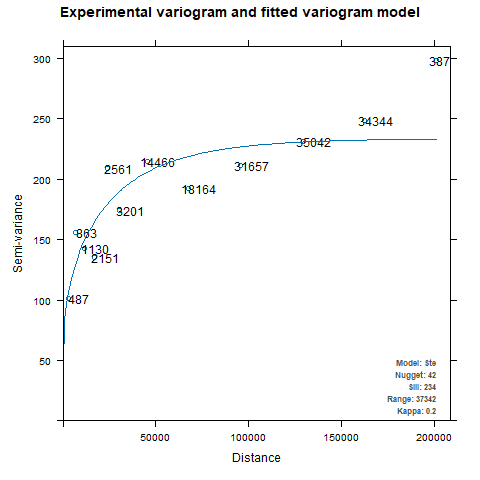 Experimental variogram and fitted variogram model
300
387
250
34344
35042
200
2561
14466
31657
18164
3201
150
863
1130
2151
100
487
50
Semi-variance
Model: Ste
Nugget: 42
Sill: 234
Range: 37342
Kappa: 0.2
50000
100000
150000
200000
Distance